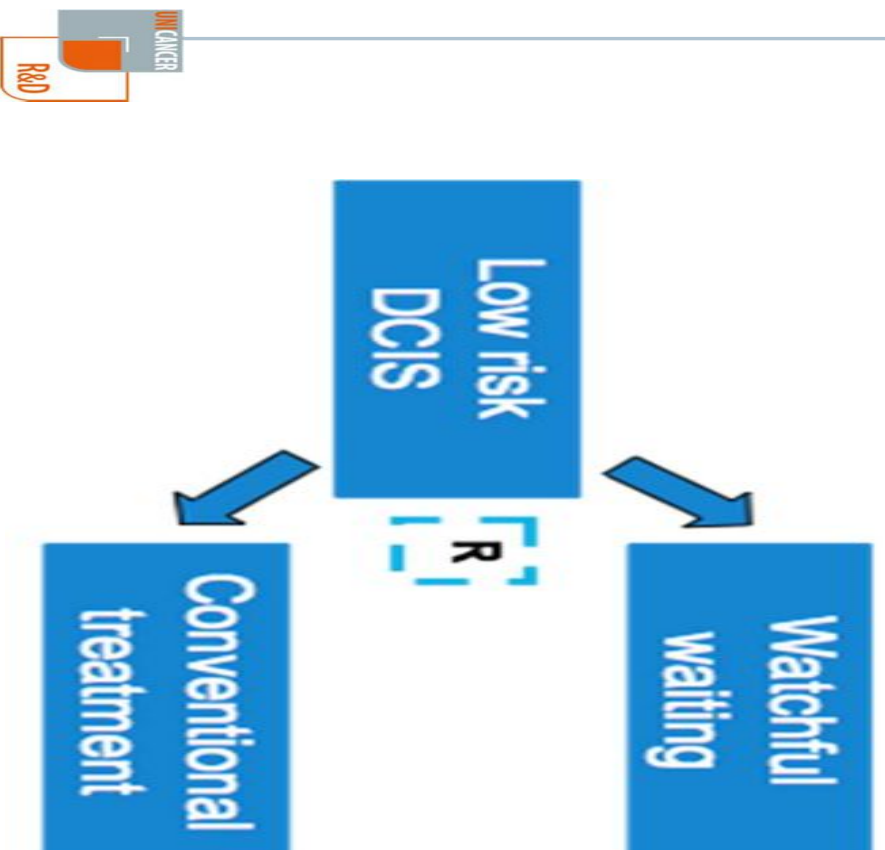 UNICANCER
R&D
Low risk
DCIS
R
Watchful
waiting
Conventional
treatment